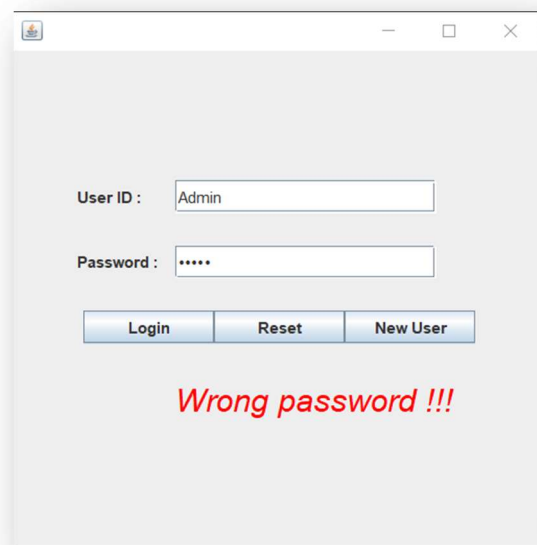 User ID : Admin
Password : •••••
Login Reset New User
Wrong password !!!